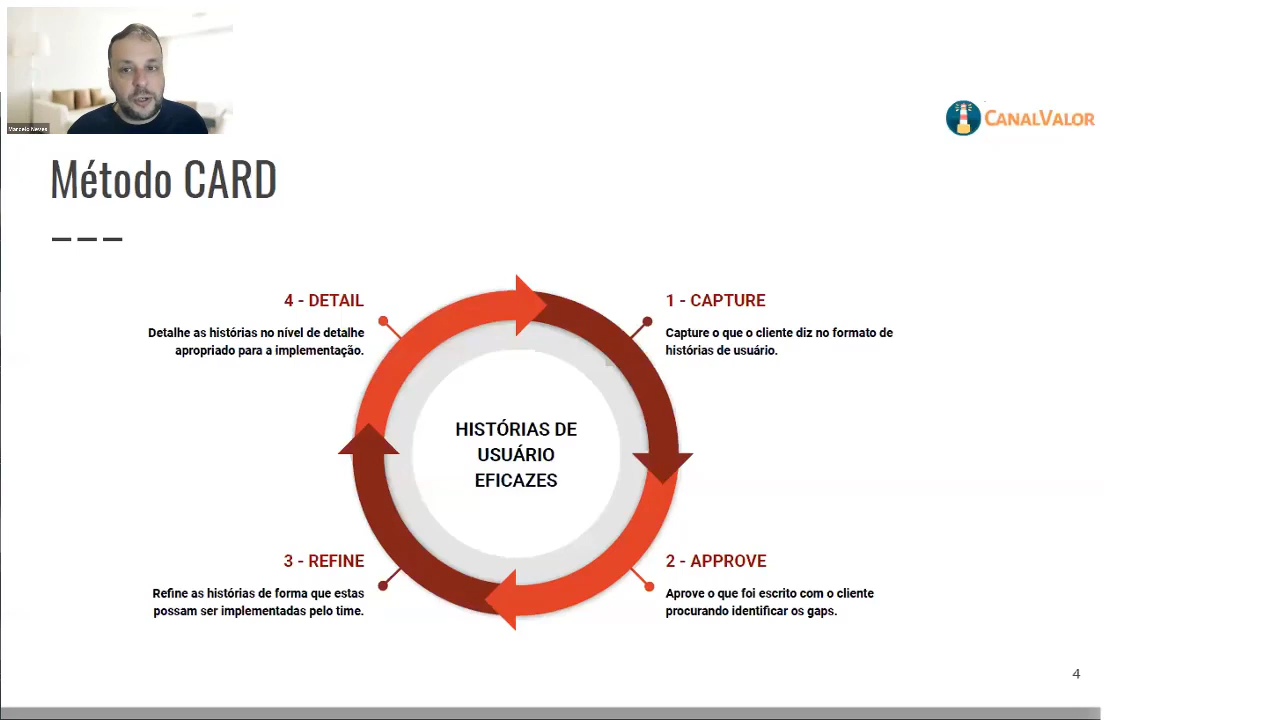 Marcelo Neves
CANALVALOR
Método CARD
4 - DETAIL
Detalhe as histórias no nível de detalhe
apropriado para a implementação.
1 - CAPTURE
Capture o que o cliente diz no formato de
histórias de usuário.
HISTÓRIAS DE
USUÁRIO
EFICAZES
3 - REFINE
Refine as histórias de forma que estas
possam ser implementadas pelo time.
2 - APPROVE
Aprove o que foi escrito com o cliente
procurando identificar os gaps.
4